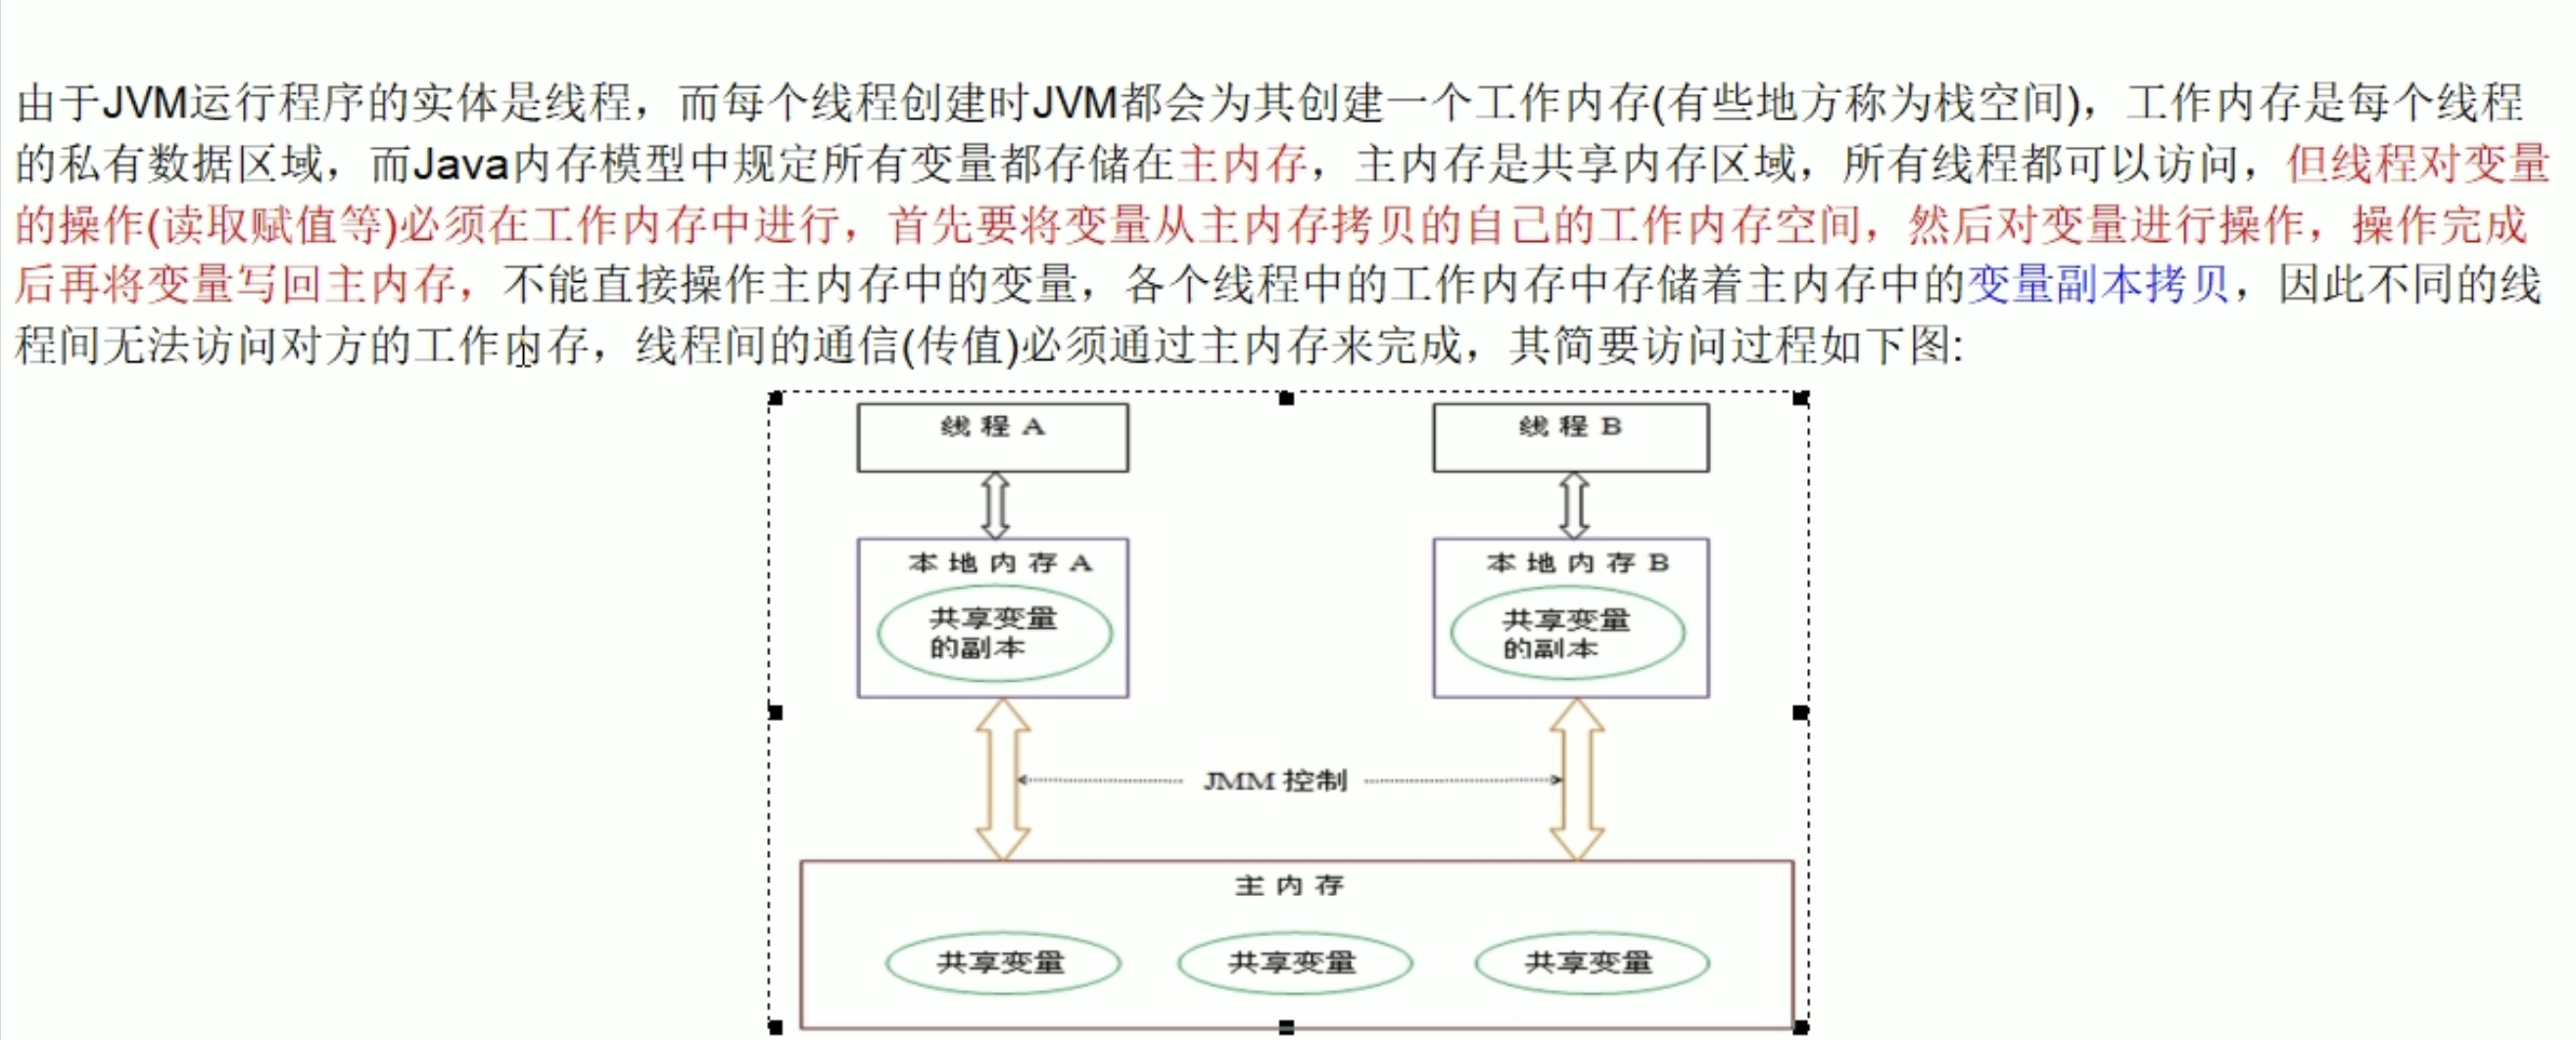 由于JVM运行程序的实体是线程，而每个线程创建时JVM都会为其创建一个工作内存(有些地方称为栈空间)，工作内存是每个线程
的私有数据区域，而Java内存模型中规定所有变量都存储在主内存，主内存是共享内存区域，所有线程都可以访问，但线程对变量
的操作(读取赋值等)必须在工作内存中进行，首先要将变量从主内存拷贝的自己的工作内存空间，然后对变量进行操作，操作完成
后再将变量写回主内存，不能直接操作主内存中的变量，各个线程中的工作内存中存储着主内存中的变量副本拷贝，因此不同的线
程间无法访问对方的工作内存，线程间的通信(传值)必须通过主内存来完成，其简要访问过程如下图:
线程A
线程B
本地内存A
本地内存B
共享变量
的副本
共享变量
的副本
JMM控制
主内存
共享变量
共享变量
共享变量